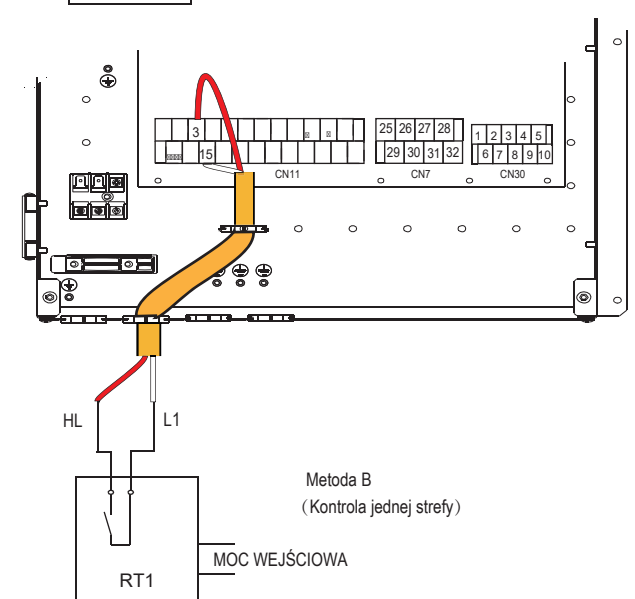 3
15
CN11
25 26 27 28
29 30 31 32
CN7
1 2 3 4 5
6 7 8 9 10
CN30
HL
L1
Metoda B
(Kontrola jednej strefy)
MOC WEJŚCIOWA
RT1